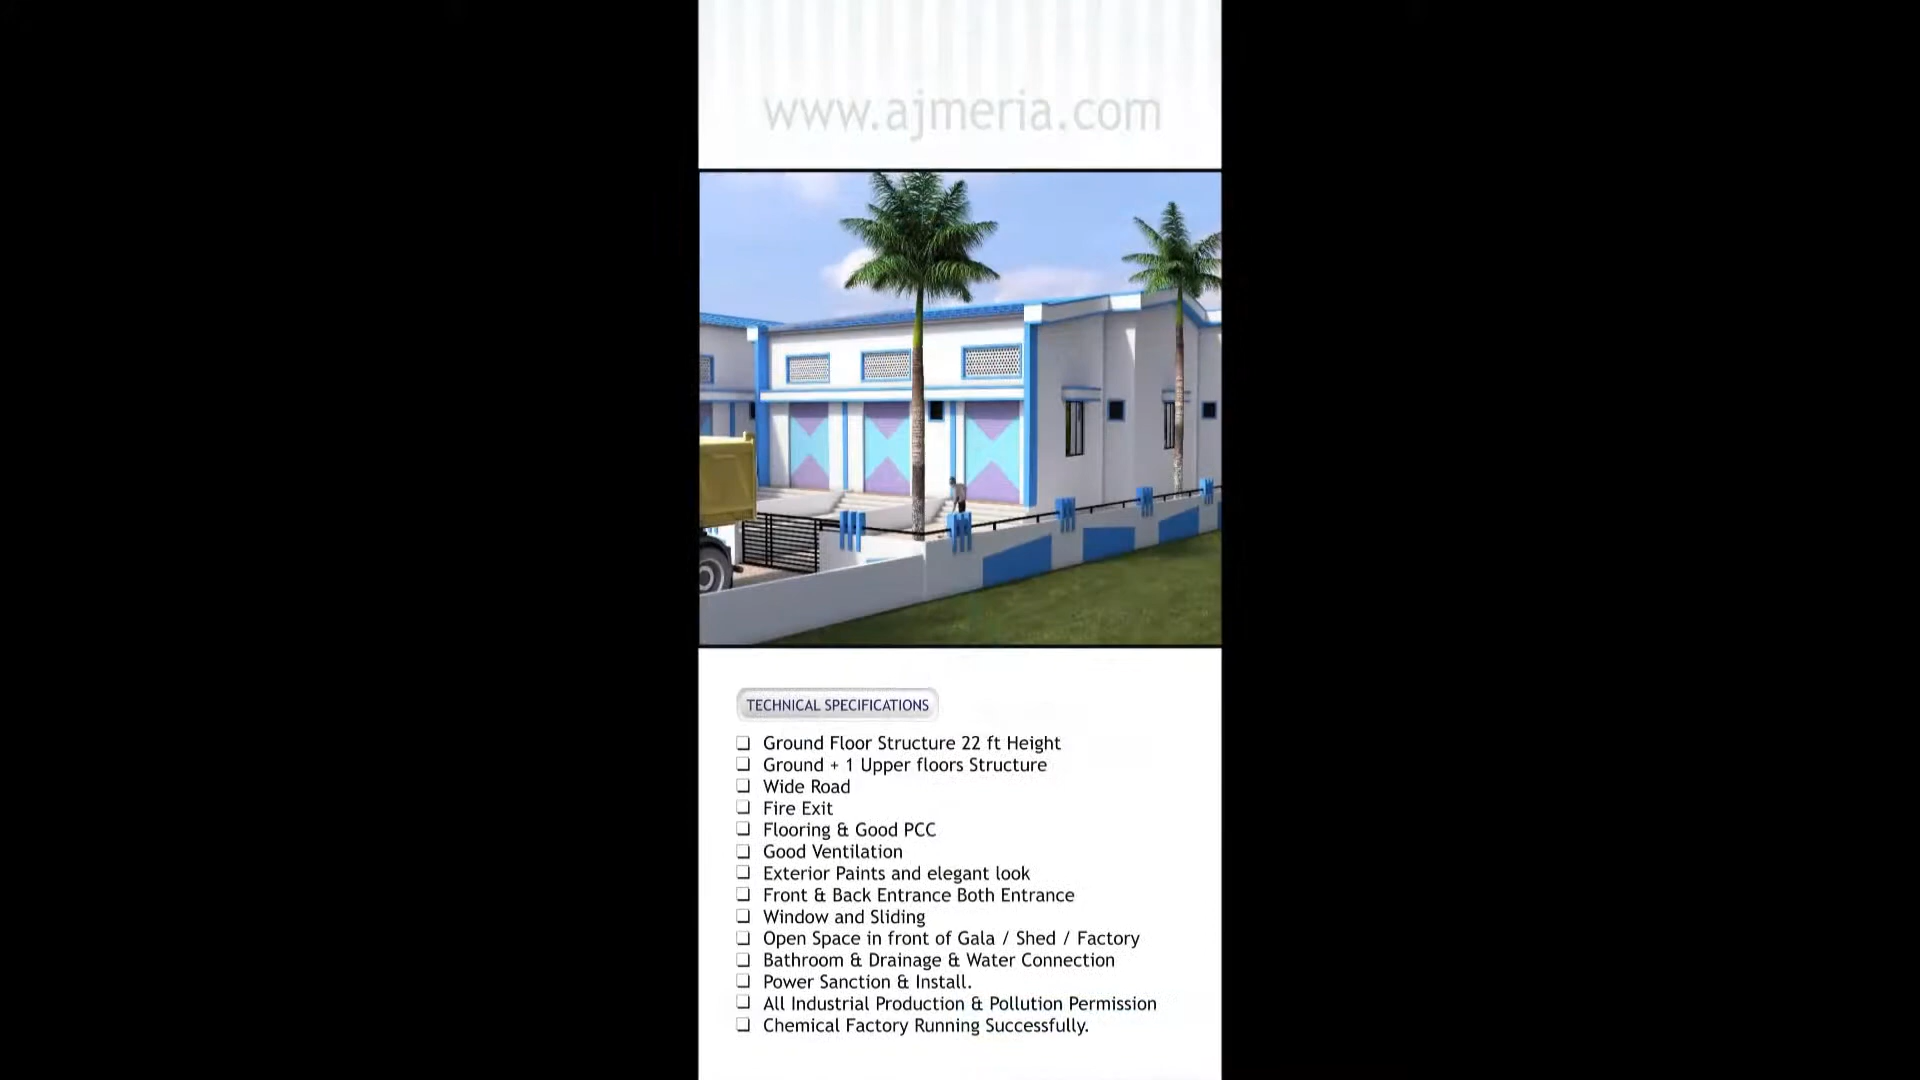 www.ajmeria.com
TECHNICAL SPECIFICATIONS
❏ Ground Floor Structure 22 ft Height
❏ Ground + 1 Upper floors Structure
❏ Wide Road
❏ Fire Exit
❏ Flooring & Good PCC
❏ Good Ventilation
❏ Exterior Paints and elegant look
❏ Front & Back Entrance Both Entrance
❏ Window and Sliding
❏ Open Space in front of Gala / Shed / Factory
❏ Bathroom & Drainage & Water Connection
❏ Power Sanction & Install.
❏ All Industrial Production & Pollution Permission
❏ Chemical Factory Running Successfully.